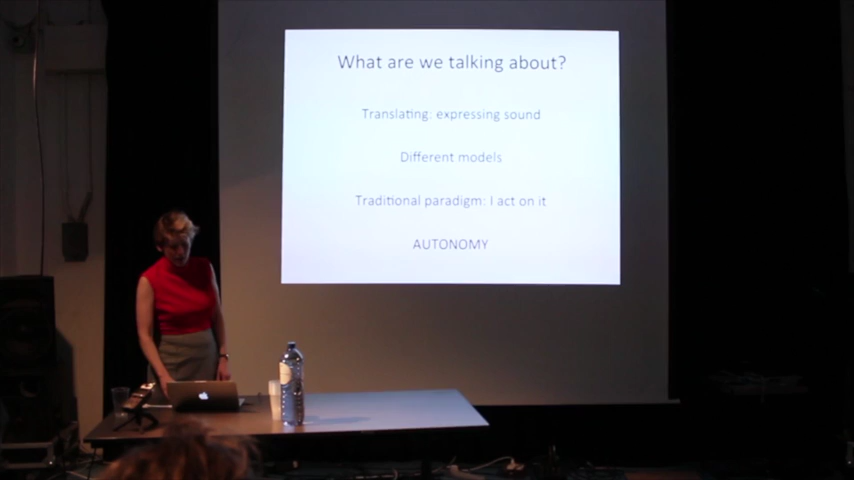 What are we talking about?
Translating: expressing sound
Different models
Traditional paradigm: I act on it
AUTONOMY